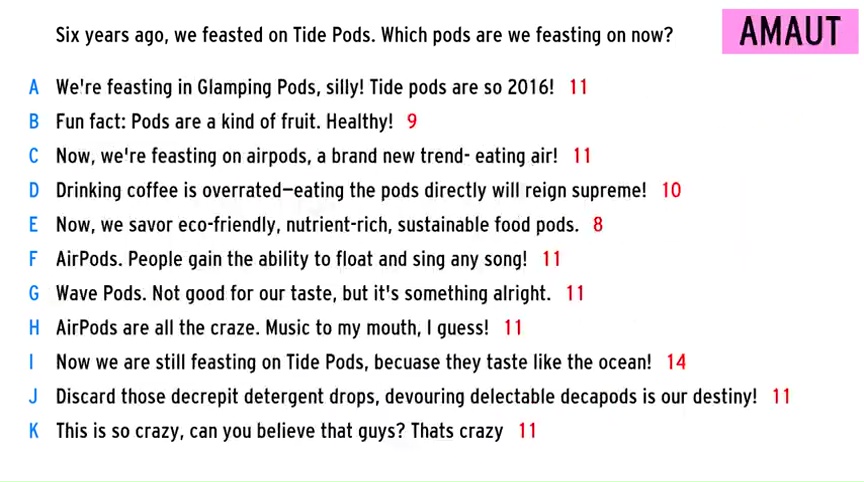 Six years ago, we feasted on Tide Pods. Which pods are we feasting on now?
AMAUT
A We're feasting in Glamping Pods, silly! Tide pods are so 2016! 11
B Fun fact: Pods are a kind of fruit. Healthy! 9
C Now, we're feasting on airpods, a brand new trend- eating air! 11
D Drinking coffee is overrated—eating the pods directly will reign supreme! 10
E Now, we savor eco-friendly, nutrient-rich, sustainable food pods. 8
F AirPods. People gain the ability to float and sing any song! 11
G Wave Pods. Not good for our taste, but it's something alright. 11
H AirPods are all the craze. Music to my mouth, I guess! 11
I Now we are still feasting on Tide Pods, becuase they taste like the ocean! 14
J Discard those decrepit detergent drops, devouring delectable decapods is our destiny! 11
K This is so crazy, can you believe that guys? Thats crazy 11